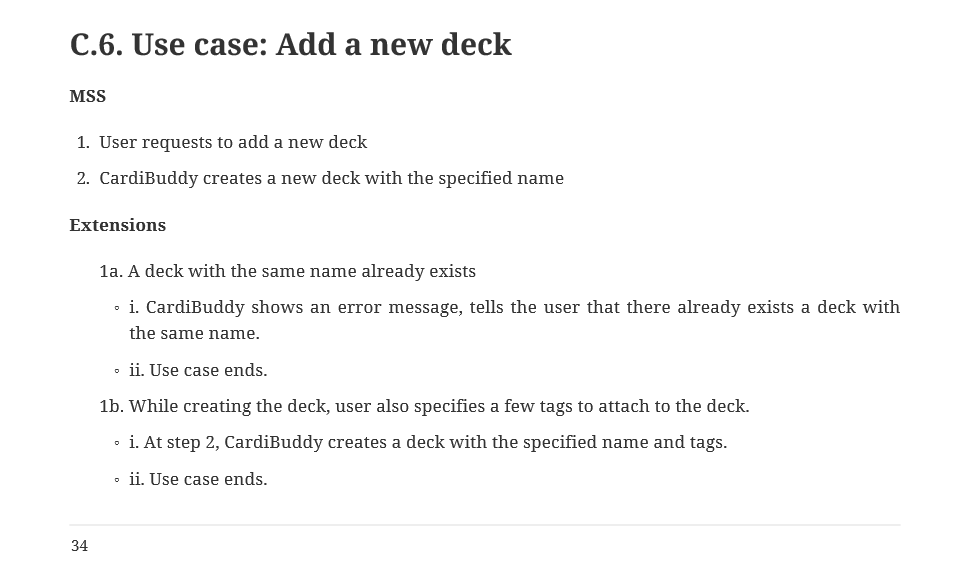 C.6. Use case: Add a new deck
MSS
1. User requests to add a new deck
2. CardiBuddy creates a new deck with the specified name
Extensions
1a. A deck with the same name already exists
◦ i. CardiBuddy shows an error message, tells the user that there already exists a deck with
the same name.
◦ ii. Use case ends.
1b. While creating the deck, user also specifies a few tags to attach to the deck.
◦ i. At step 2, CardiBuddy creates a deck with the specified name and tags.
◦ ii. Use case ends.
34